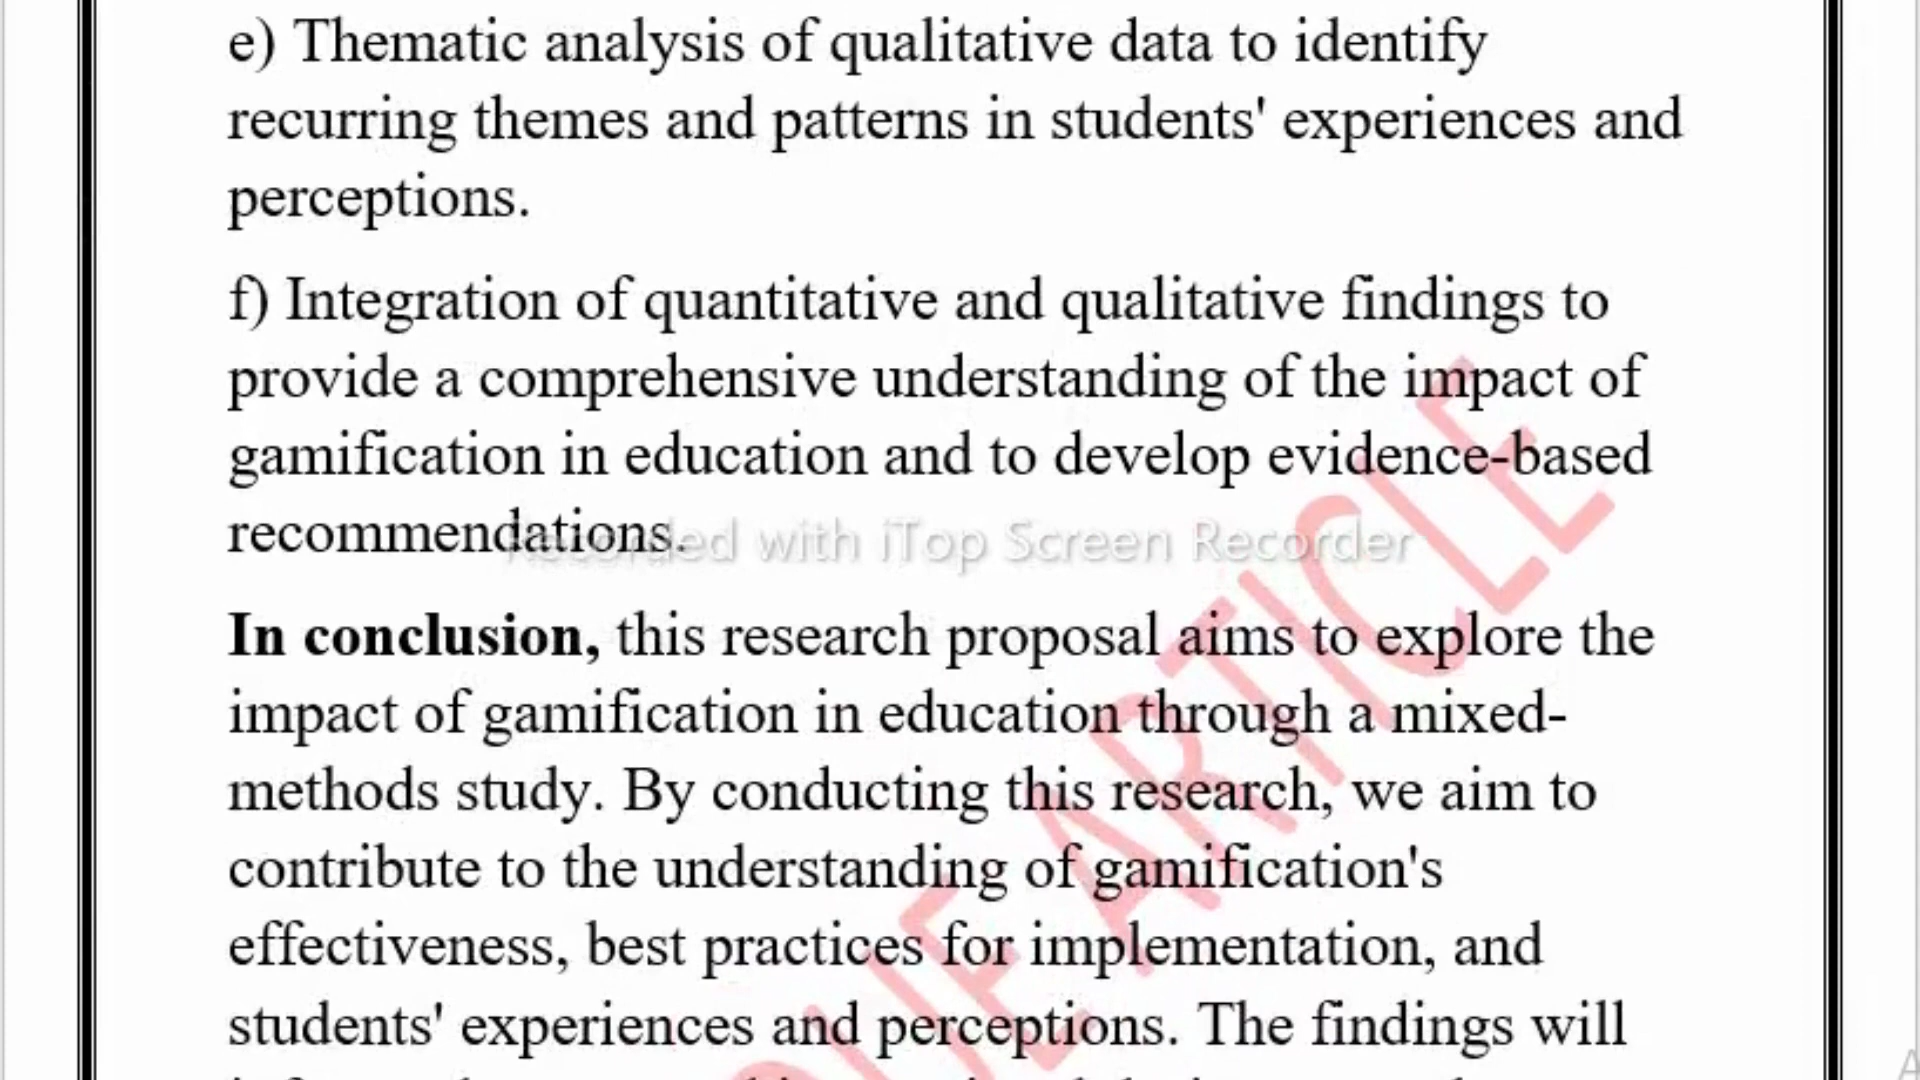 e) Thematic analysis of qualitative data to identify
recurring themes and patterns in students' experiences and
perceptions.
f) Integration of quantitative and qualitative findings to
provide a comprehensive understanding of the impact of
gamification in education and to develop evidence-based
recommendations.
Recorded with iTop Screen Recorder
In conclusion, this research proposal aims to explore the
impact of gamification in education through a mixed-
methods study. By conducting this research, we aim to
contribute to the understanding of gamification's
effectiveness, best practices for implementation, and
students' experiences and perceptions. The findings will
ARTICLE